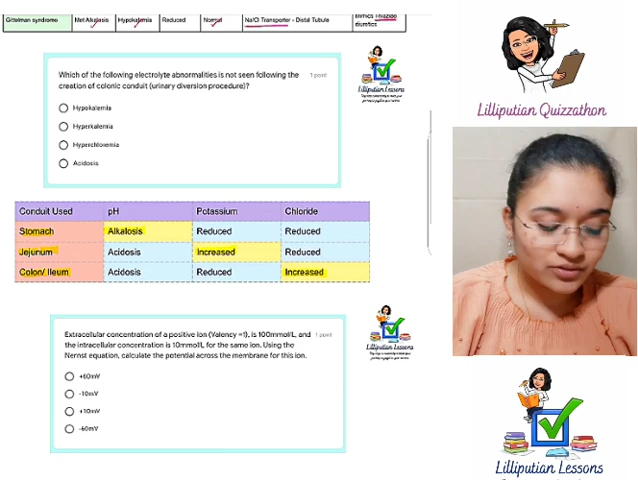 Gitelman syndrome Met Alkalosis Hypokalemia Reduced Normal Na/Cl Transporter - Distal Tubule Mimics Thiazide
diuretics
Which of the following electrolyte abnormalities is not seen following the 1 point
creation of colonic conduit (urinary diversion procedure)?
Hypokalemia
Hyperkalemia
Hyperchloremia
Acidosis
Lilliputian Lessons
Conduit Used pH Potassium Chloride
Stomach Alkalosis Reduced Reduced
Jejunum Acidosis Increased Reduced
Colon/ Ileum Acidosis Reduced Increased
Extracellular concentration of a positive ion (Valency =1), is 100mmol/L, and 1 point
the intracellular concentration is 10mmol/L for the same ion. Using the
Nernst equation, calculate the potential across the membrane for this ion.
+60mV
-10mV
+10mV
-60mV
Lilliputian Lessons
Lilliputian Quizzathon
Lilliputian Lessons